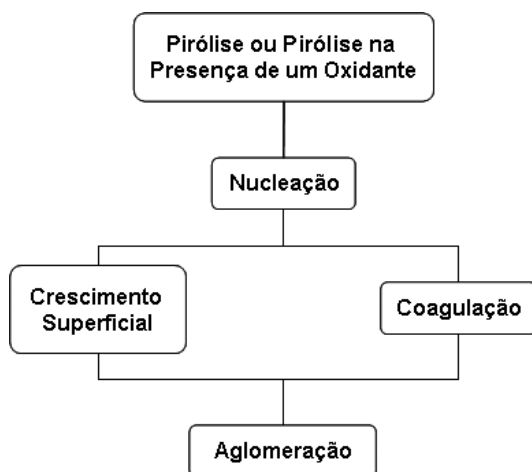 Pirólise ou Pirólise na
Presença de um Oxidante
Nucleação
Crescimento
Superficial
Coagulação
Aglomeração